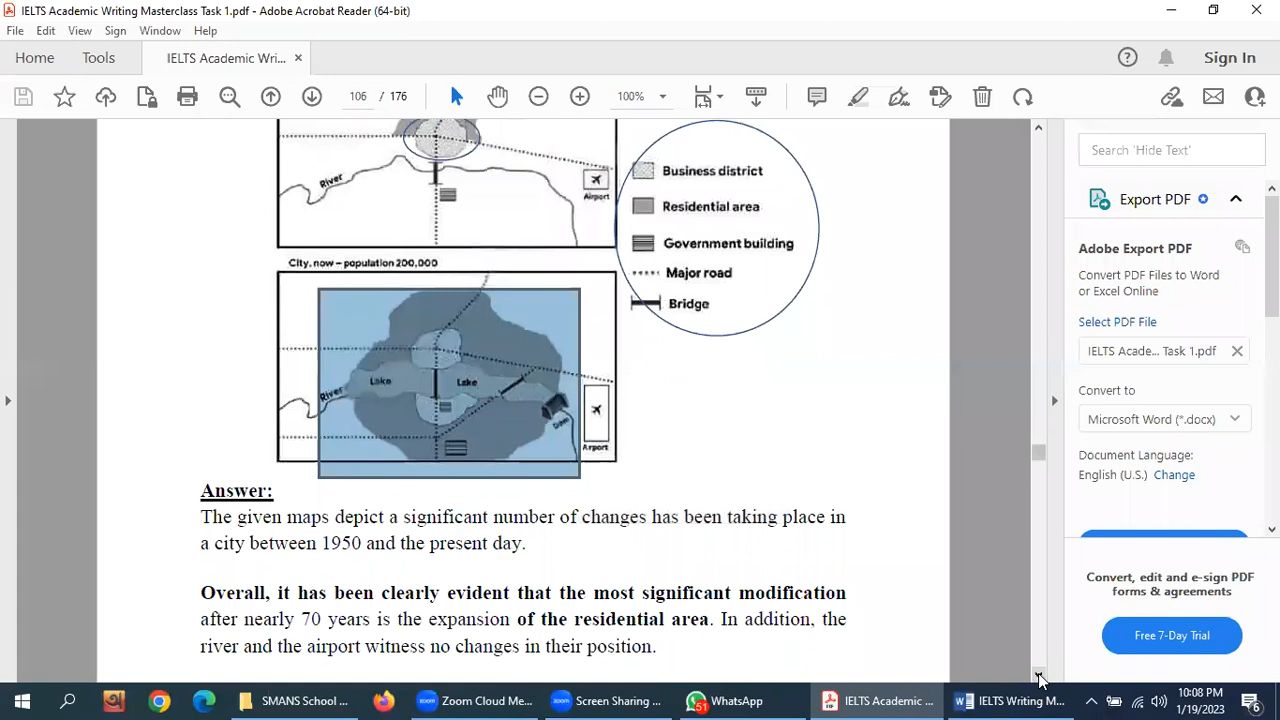 IELTS Academic Writing Masterclass Task 1.pdf - Adobe Acrobat Reader (64-bit)
File Edit View Sign Window Help
Home Tools IELTS Academic Wri... × Sign In
106 / 176 100%
Search 'Hide Text'
River
Airport
Business district
Residential area
Government building
Major road
Bridge
City, now – population 200,000
River
Lake Lake
Dam
Airport
Export PDF
Adobe Export PDF
Convert PDF Files to Word
or Excel Online
Select PDF File
IELTS Acade... Task 1.pdf
Convert to
Microsoft Word (*.docx)
Document Language:
English (U.S.) Change
Convert, edit and e-sign PDF
forms & agreements
Free 7-Day Trial
Answer:
The given maps depict a significant number of changes has been taking place in
a city between 1950 and the present day.
Overall, it has been clearly evident that the most significant modification
after nearly 70 years is the expansion of the residential area. In addition, the
river and the airport witness no changes in their position.
SMANS School ... Zoom Cloud Me... Screen Sharing ... 51 WhatsApp IELTS Academic ... IELTS Writing M... 10:08 PM
1/19/2023 6